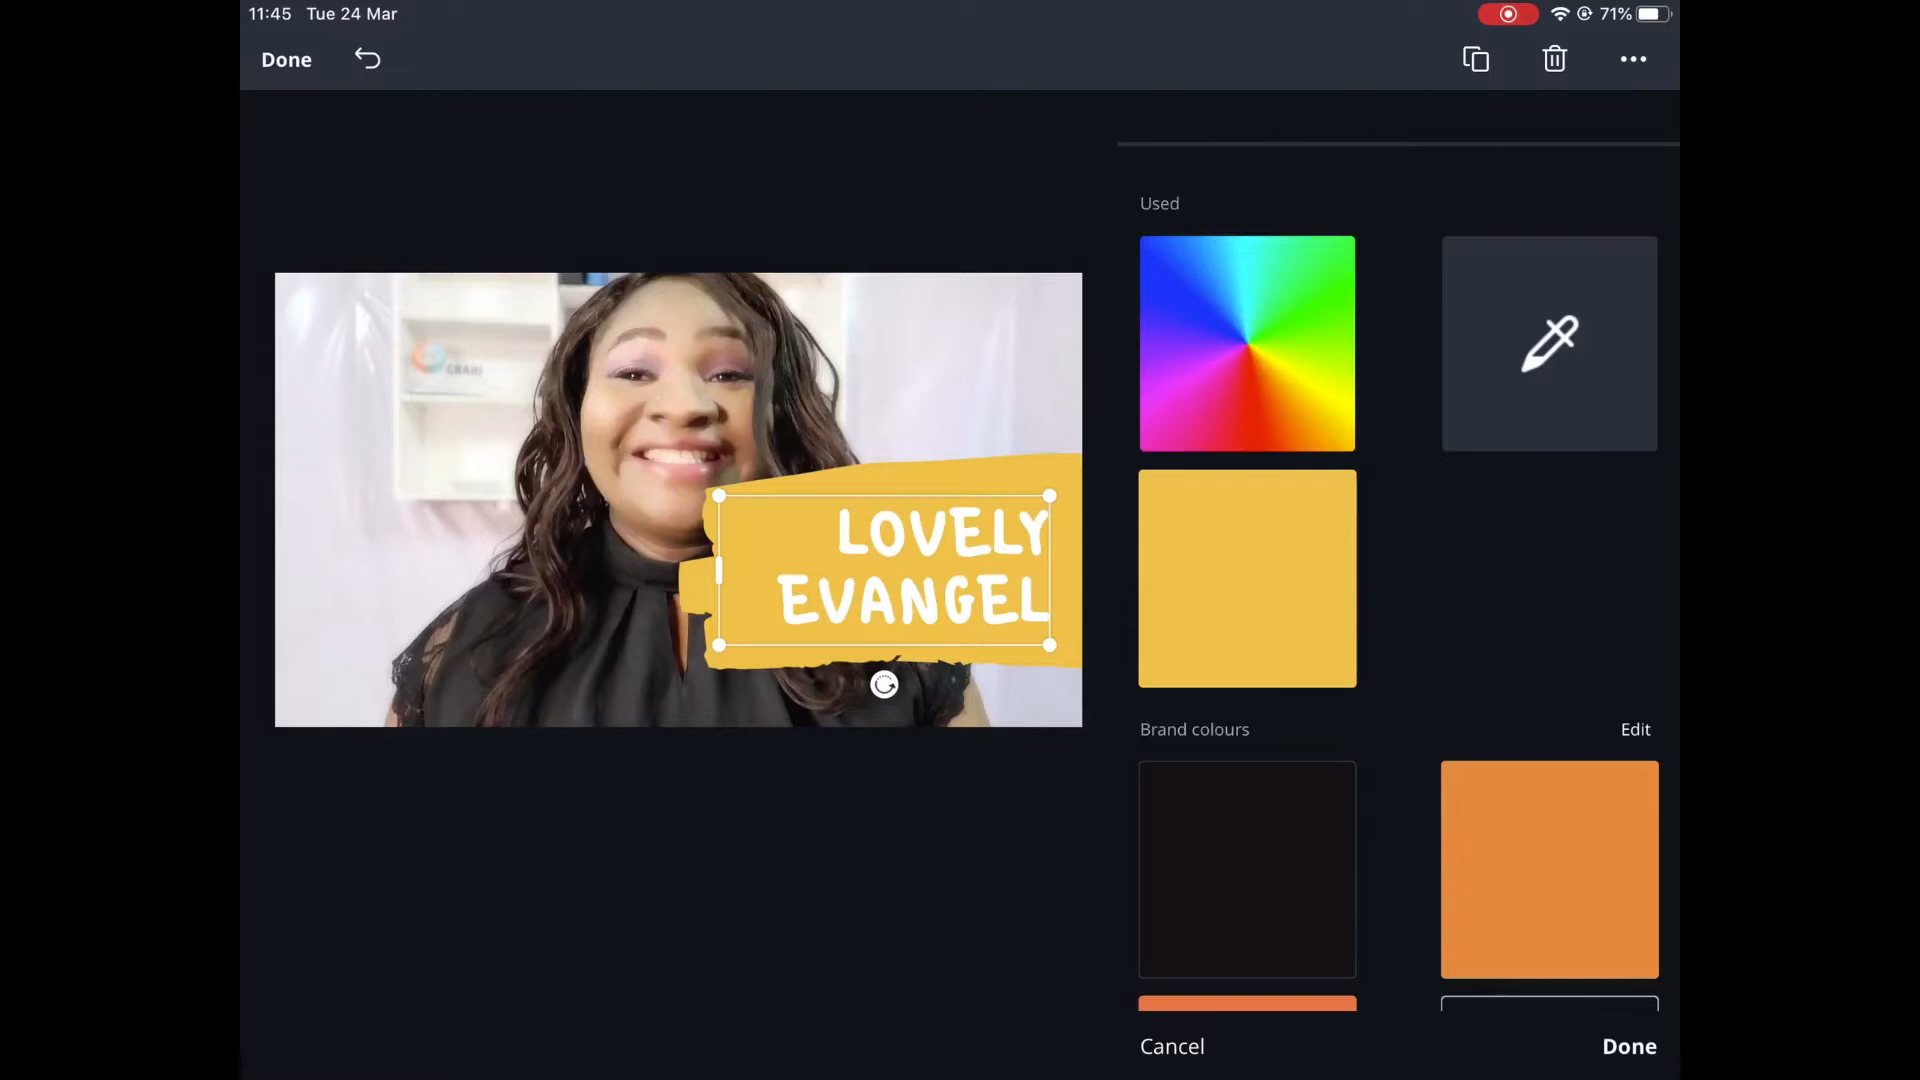 11:45 Tue 24 Mar 71%
Done
Used
LOVELY
EVANGEL
Brand colours Edit
Cancel Done